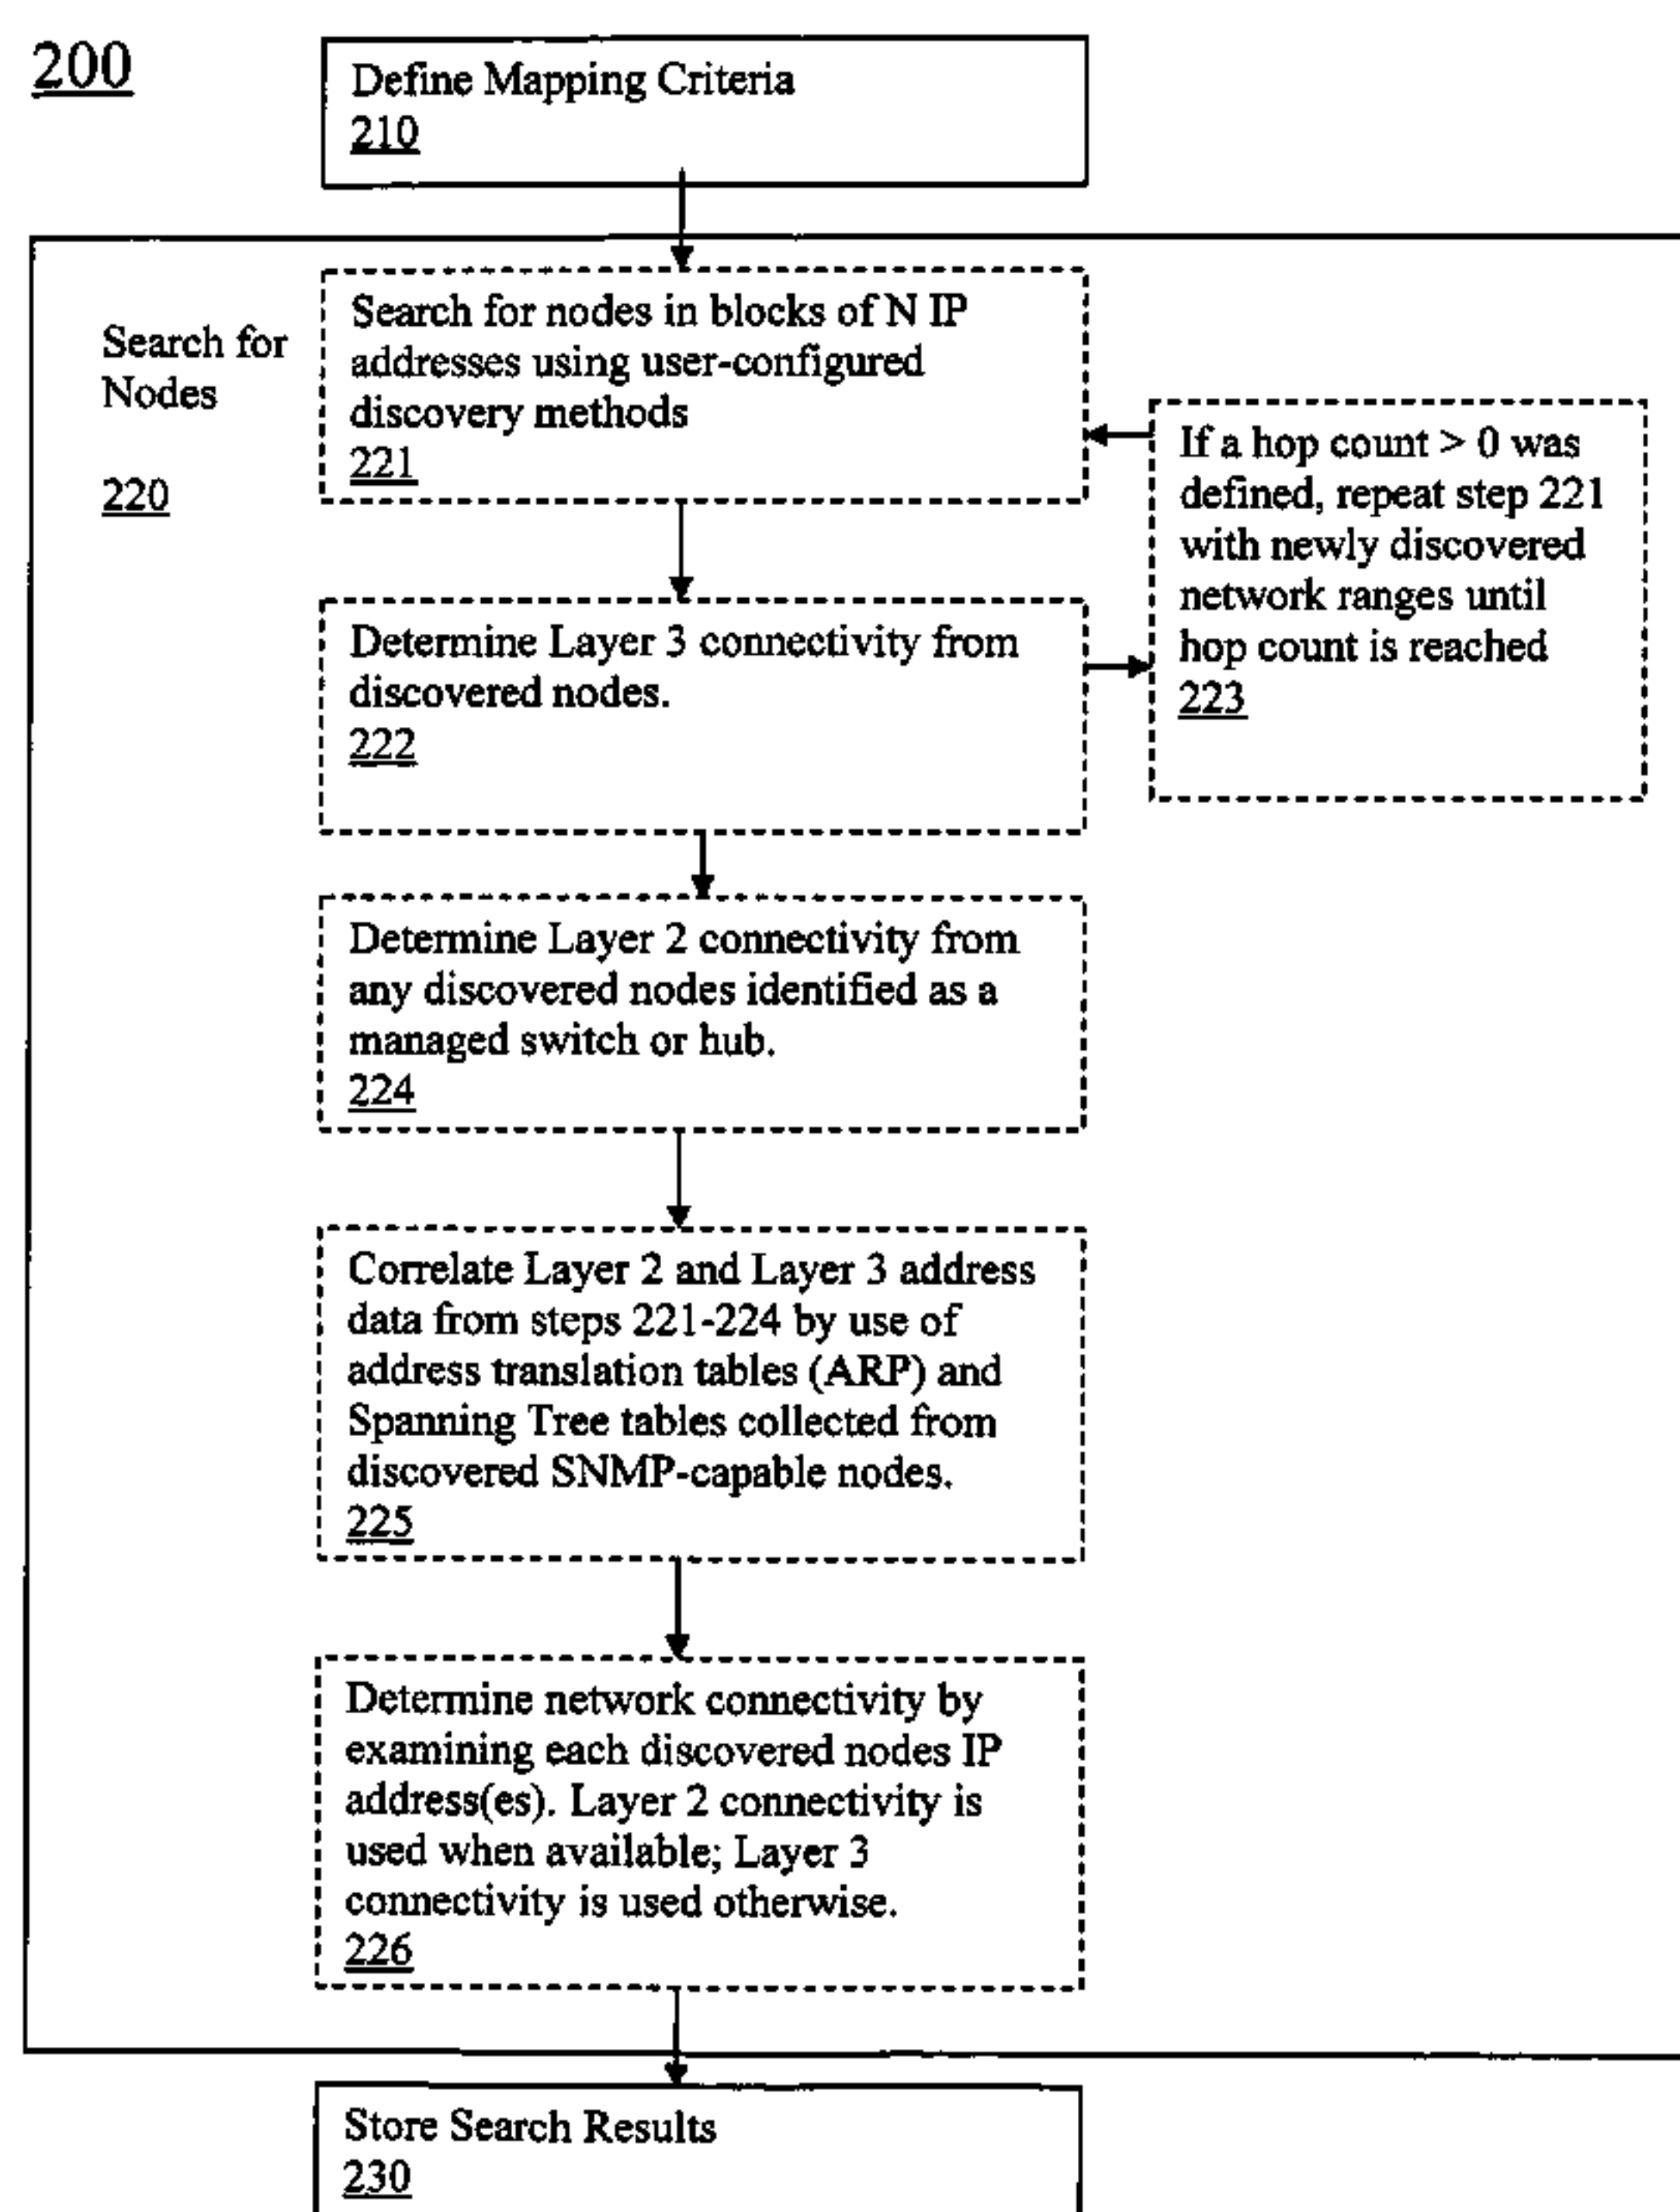 200
Define Mapping Criteria
210
Search for
Nodes
220
Search for nodes in blocks of N IP
addresses using user-configured
discovery methods
221
If a hop count > 0 was
defined, repeat step 221
with newly discovered
network ranges until
hop count is reached
223
Determine Layer 3 connectivity from
discovered nodes.
222
Determine Layer 2 connectivity from
any discovered nodes identified as a
managed switch or hub.
224
Correlate Layer 2 and Layer 3 address
data from steps 221-224 by use of
address translation tables (ARP) and
Spanning Tree tables collected from
discovered SNMP-capable nodes.
225
Determine network connectivity by
examining each discovered nodes IP
address(es). Layer 2 connectivity is
used when available; Layer 3
connectivity is used otherwise.
226
Store Search Results
230